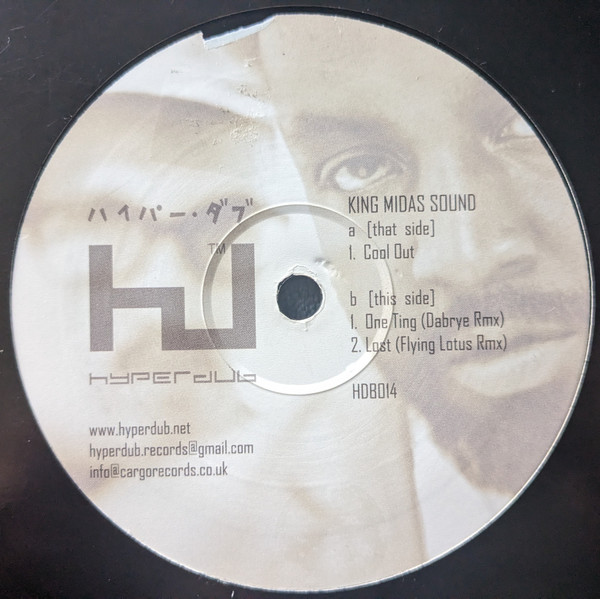 ハイパー・ダブ
hJ
TM
HYPERdUb
www.hyperdub.net
hyperdub.records@gmail.com
info@cargorecords.co.uk
KING MIDAS SOUND
a [that side]
1. Cool Out
b [this side]
1. One Ting (Dabrye Rmx)
2. Lost (Flying Lotus Rmx)
HDB014